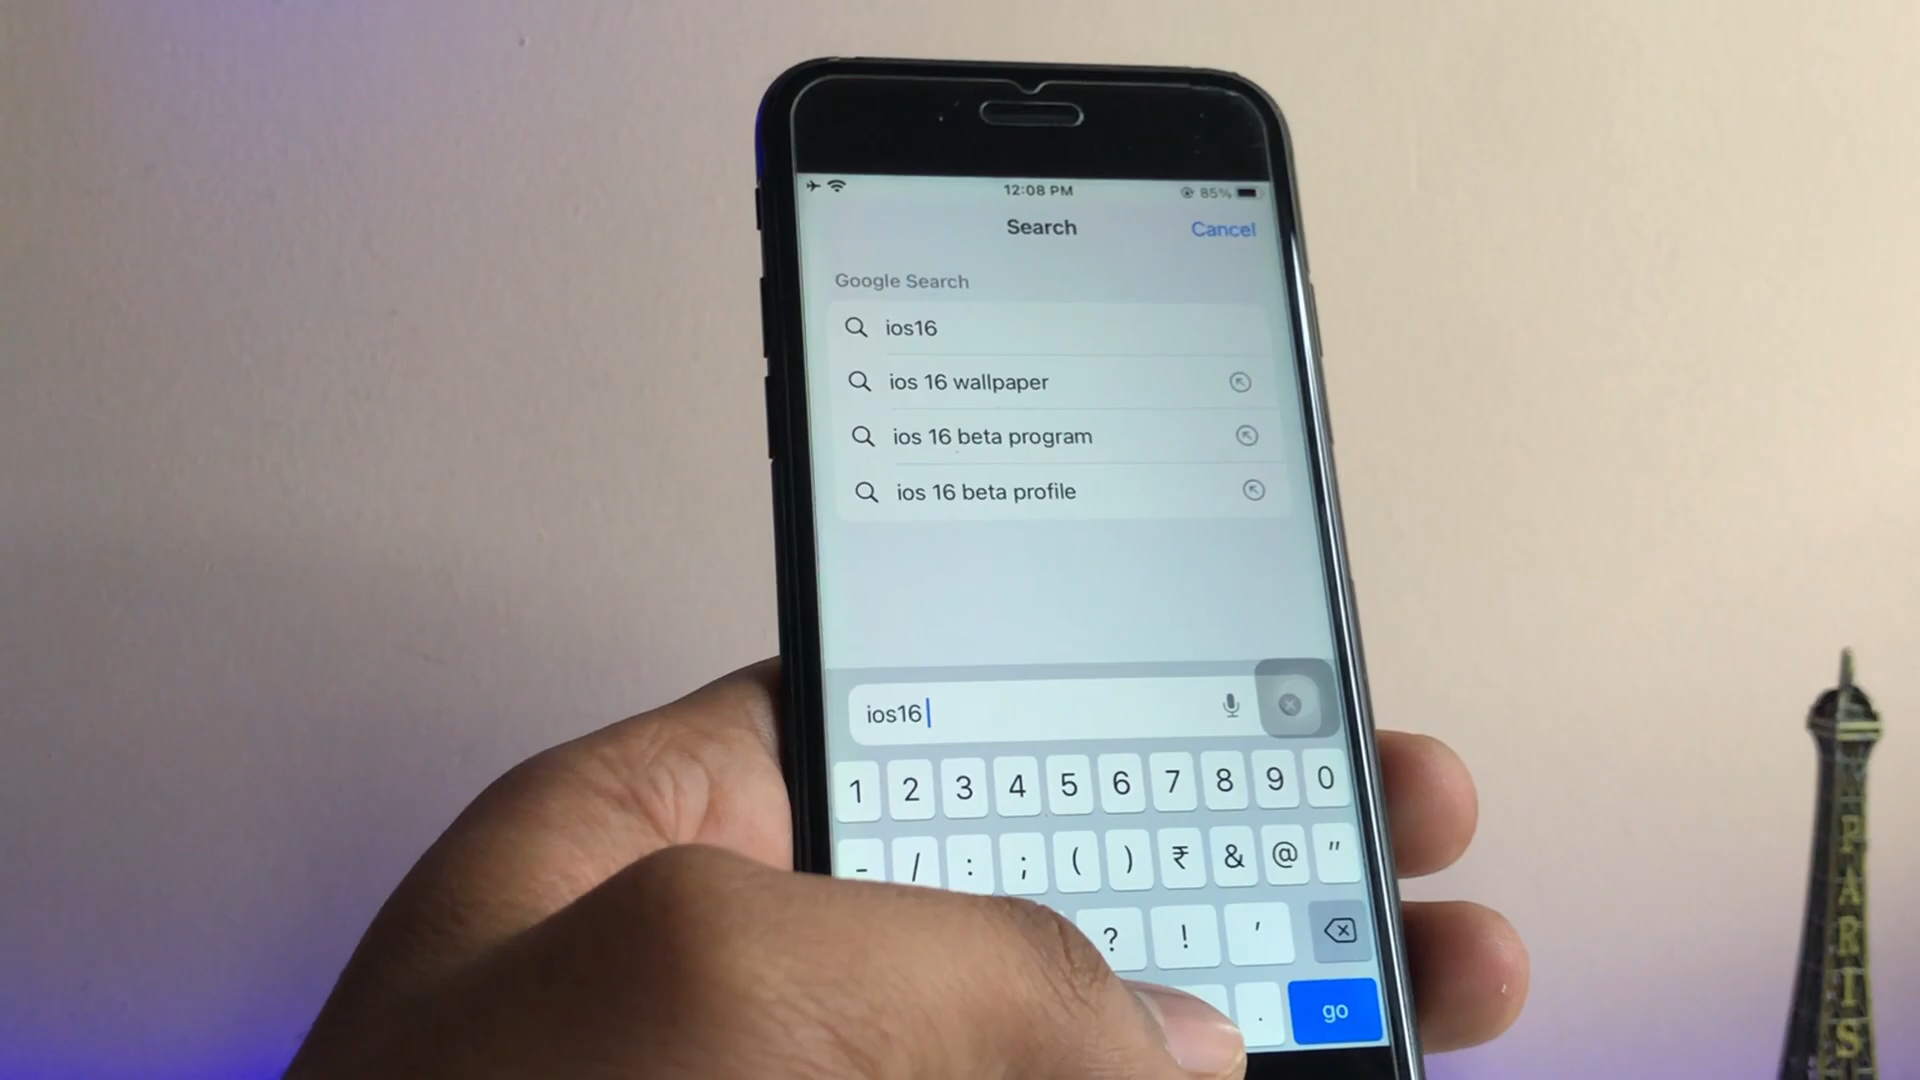 12:08 PM 85%
Search Cancel
Google Search
ios16
ios 16 wallpaper
ios 16 beta program
ios 16 beta profile
ios16
1 2 3 4 5 6 7 8 9 0
- / : ; ( ) ₹ & @ "
? ! '
. go
PARIS